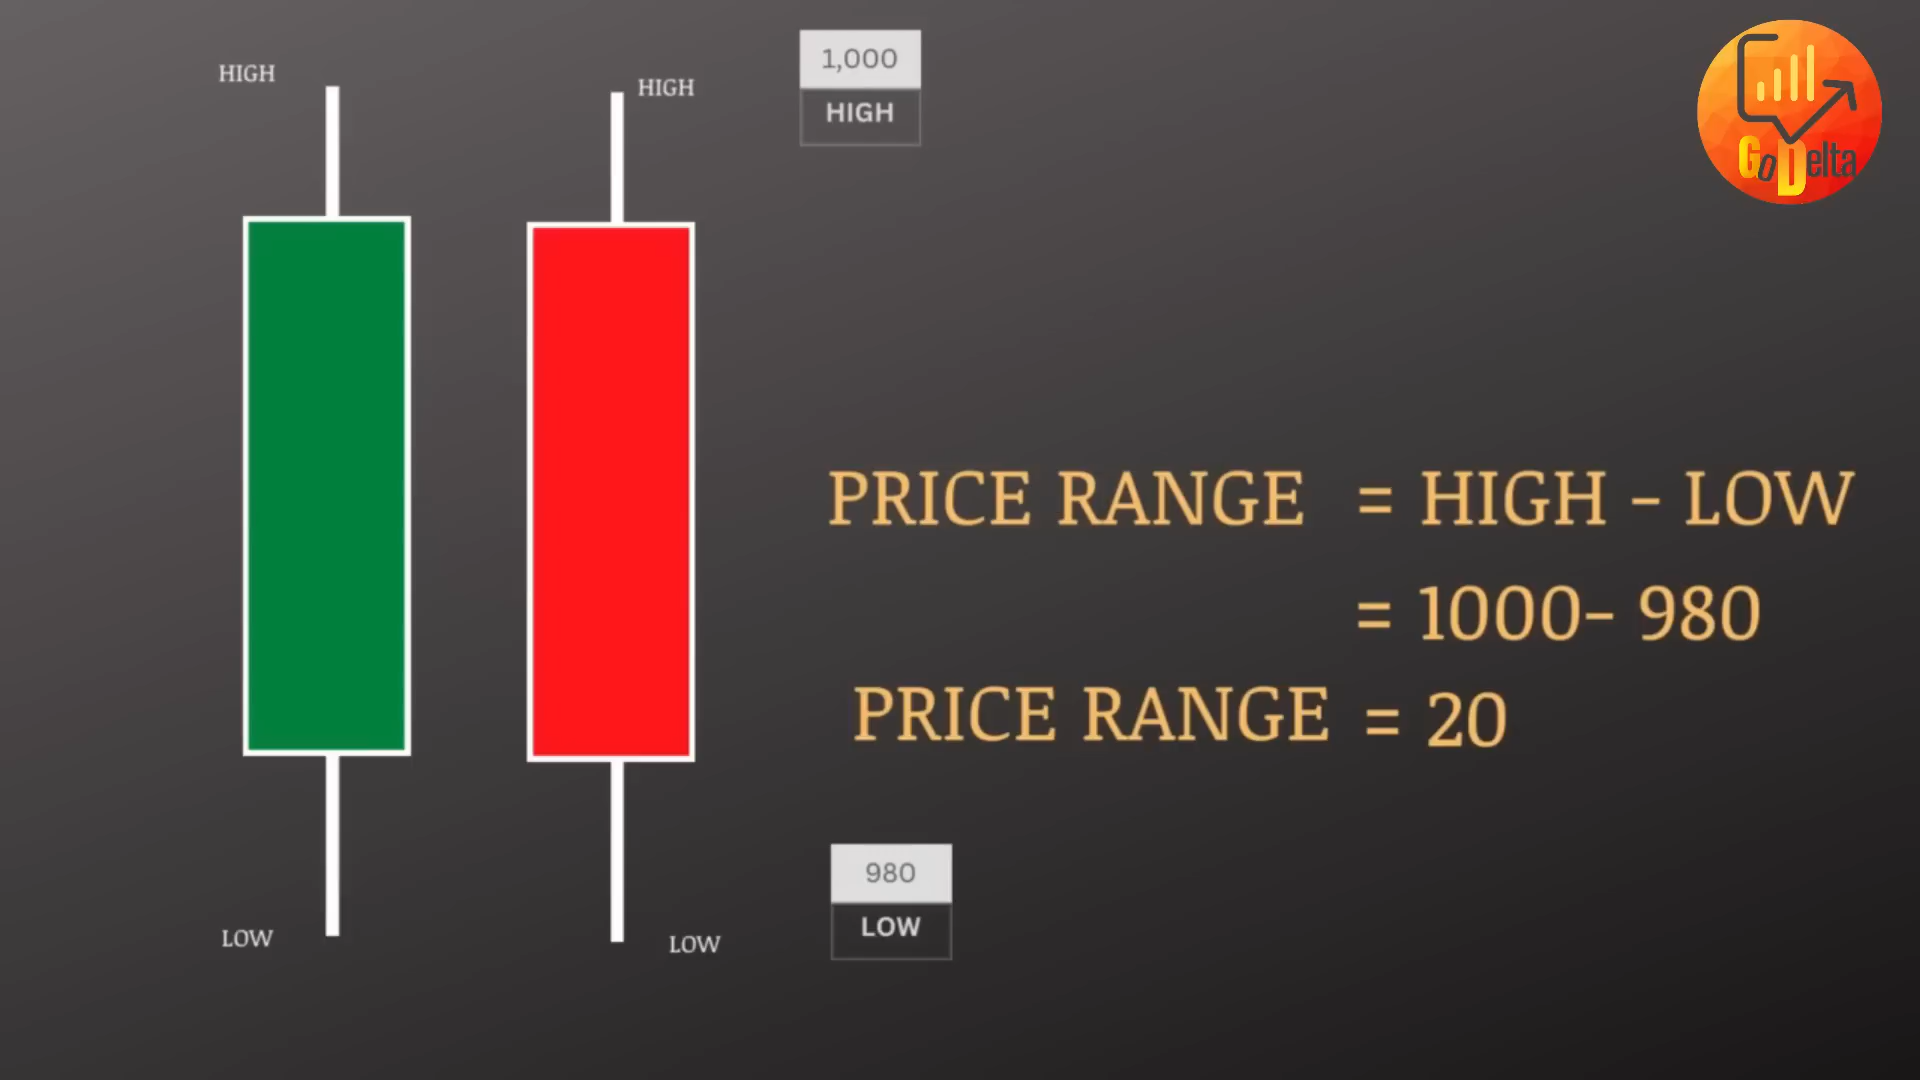 HIGH
HIGH
1,000
HIGH
GoDelta
PRICE RANGE = HIGH - LOW
= 1000- 980
PRICE RANGE = 20
980
LOW
LOW
LOW